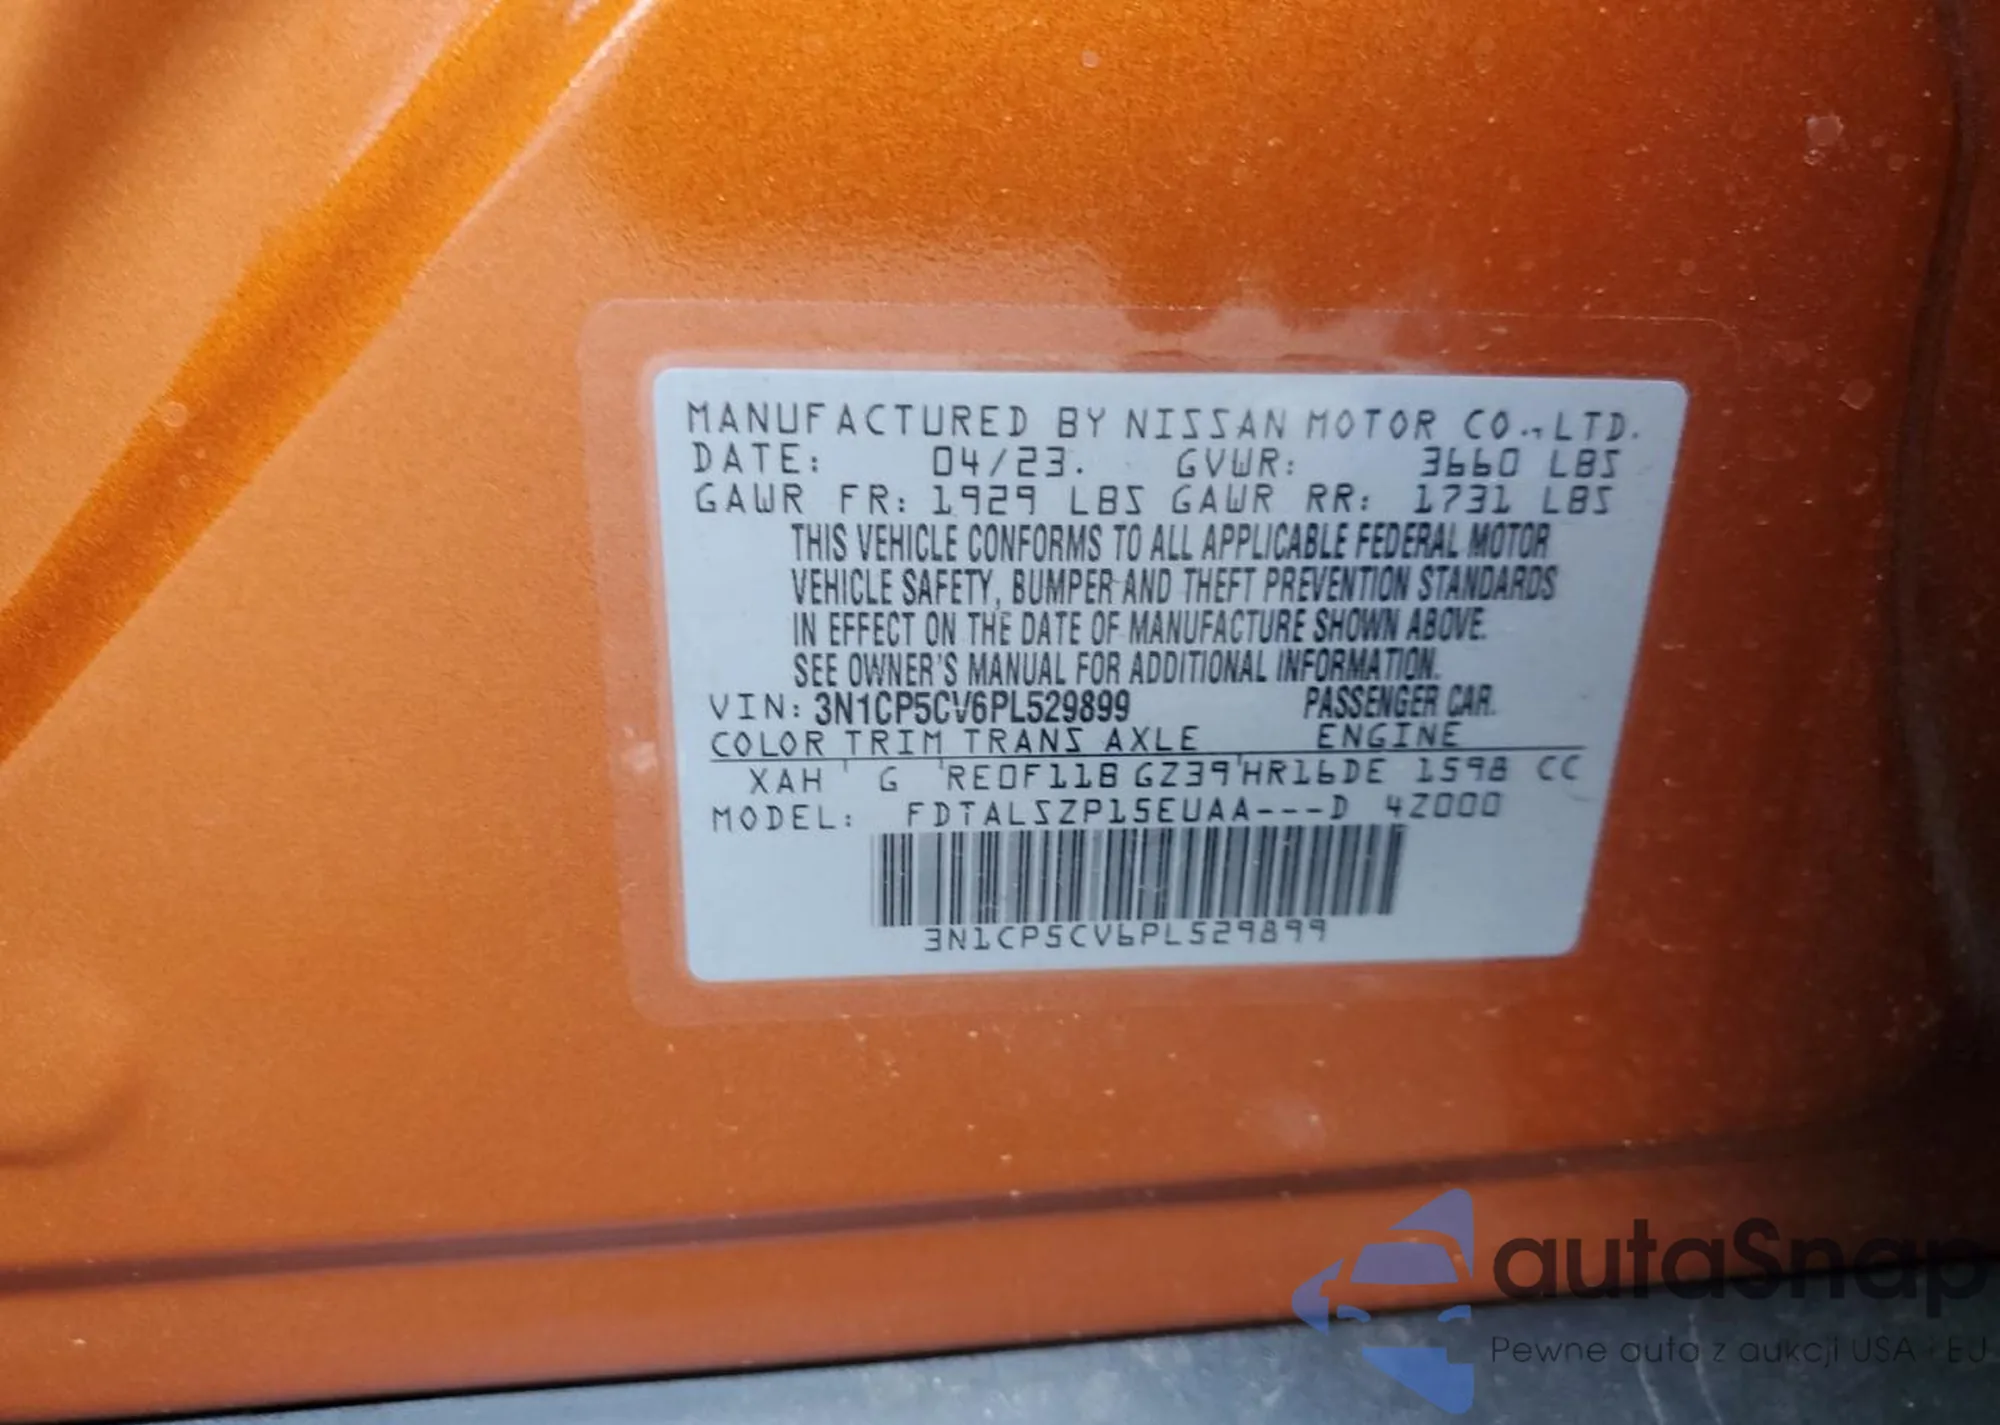 MANUFACTURED BY NISSAN MOTOR CO.,LTD.
DATE: 04/23. GVWR: 3660 LBS
GAWR FR: 1929 LBS GAWR RR: 1731 LBS
THIS VEHICLE CONFORMS TO ALL APPLICABLE FEDERAL MOTOR
VEHICLE SAFETY, BUMPER AND THEFT PREVENTION STANDARDS
IN EFFECT ON THE DATE OF MANUFACTURE SHOWN ABOVE.
SEE OWNER'S MANUAL FOR ADDITIONAL INFORMATION.
VIN: 3N1CP5CV6PL529899 PASSENGER CAR.
COLOR TRIM TRANS AXLE ENGINE
XAH G RE0F11B GZ39 HR16DE 1598 CC
MODEL: FDTALSZP15EUAA---D 4Z000
3N1CP5CV6PL529899
autaSnap
Pewne auta z aukcji USA i EU